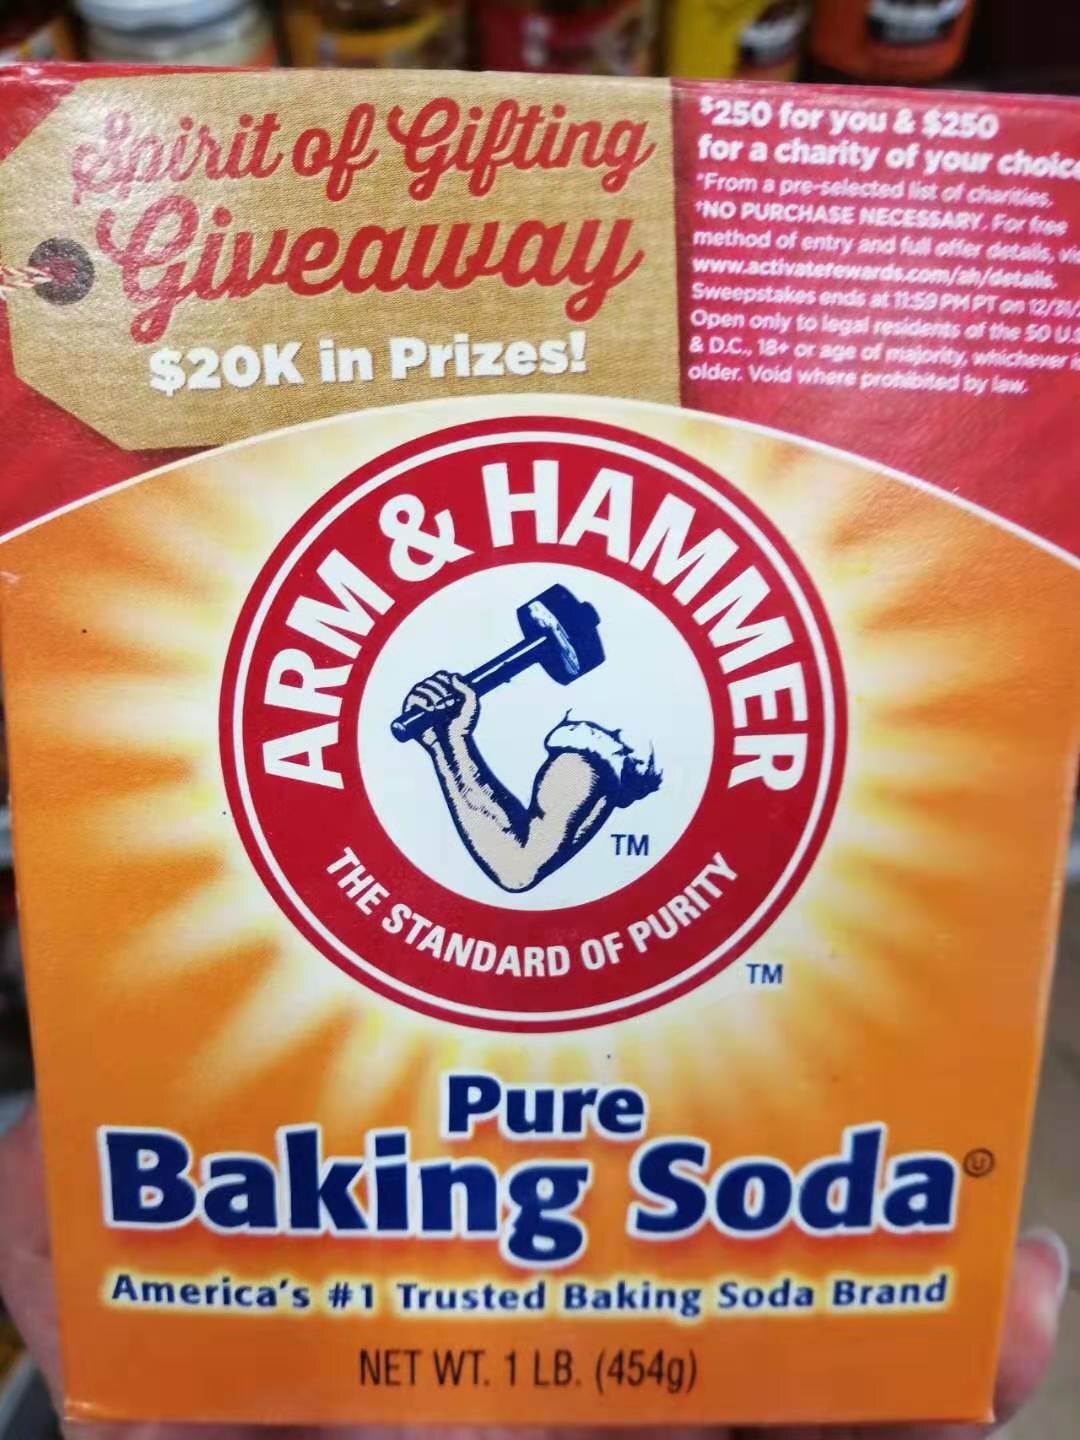 Spirit of Gifting
Giveaway
$20K in Prizes!
$250 for you & $250
for a charity of your choice
*From a pre-selected list of charities.
†NO PURCHASE NECESSARY. For free
method of entry and full offer details,
www.activaterewards.com/ah/details.
Sweepstakes ends at 11:59 PM PT on 12/31/
Open only to legal residents of the 50 U.S
& D.C., 18+ or age of majority, whichever is
older. Void where prohibited by law.
ARM & HAMMER
THE STANDARD OF PURITY
TM
TM
Pure
Baking Soda
U
America's #1 Trusted Baking Soda Brand
NET WT. 1 LB. (454g)